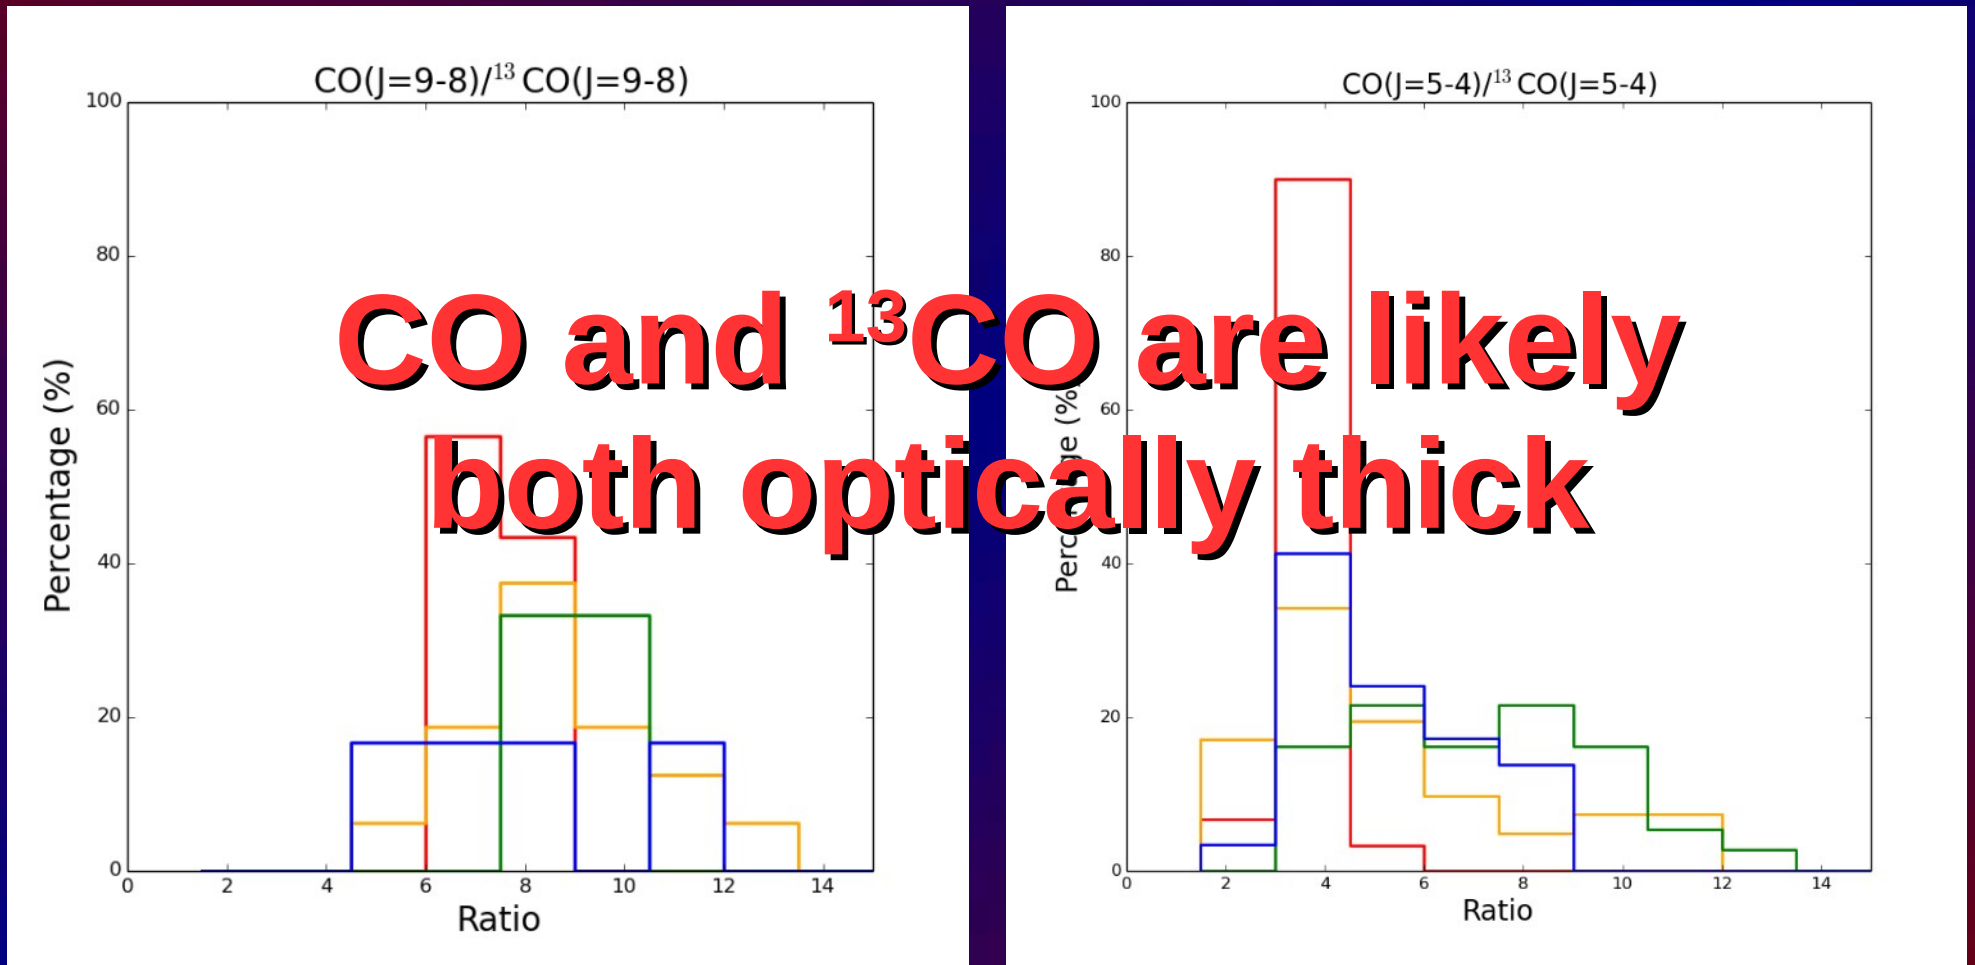 CO(J=9-8)/¹³CO(J=9-8)
100
80
60
40
20
0
0 2 4 6 8 10 12 14
Percentage (%)
Ratio
CO(J=5-4)/¹³CO(J=5-4)
100
80
60
40
20
0
0 2 4 6 8 10 12 14
Percentage (%)
Ratio
CO and ¹³CO are likely
both optically thick